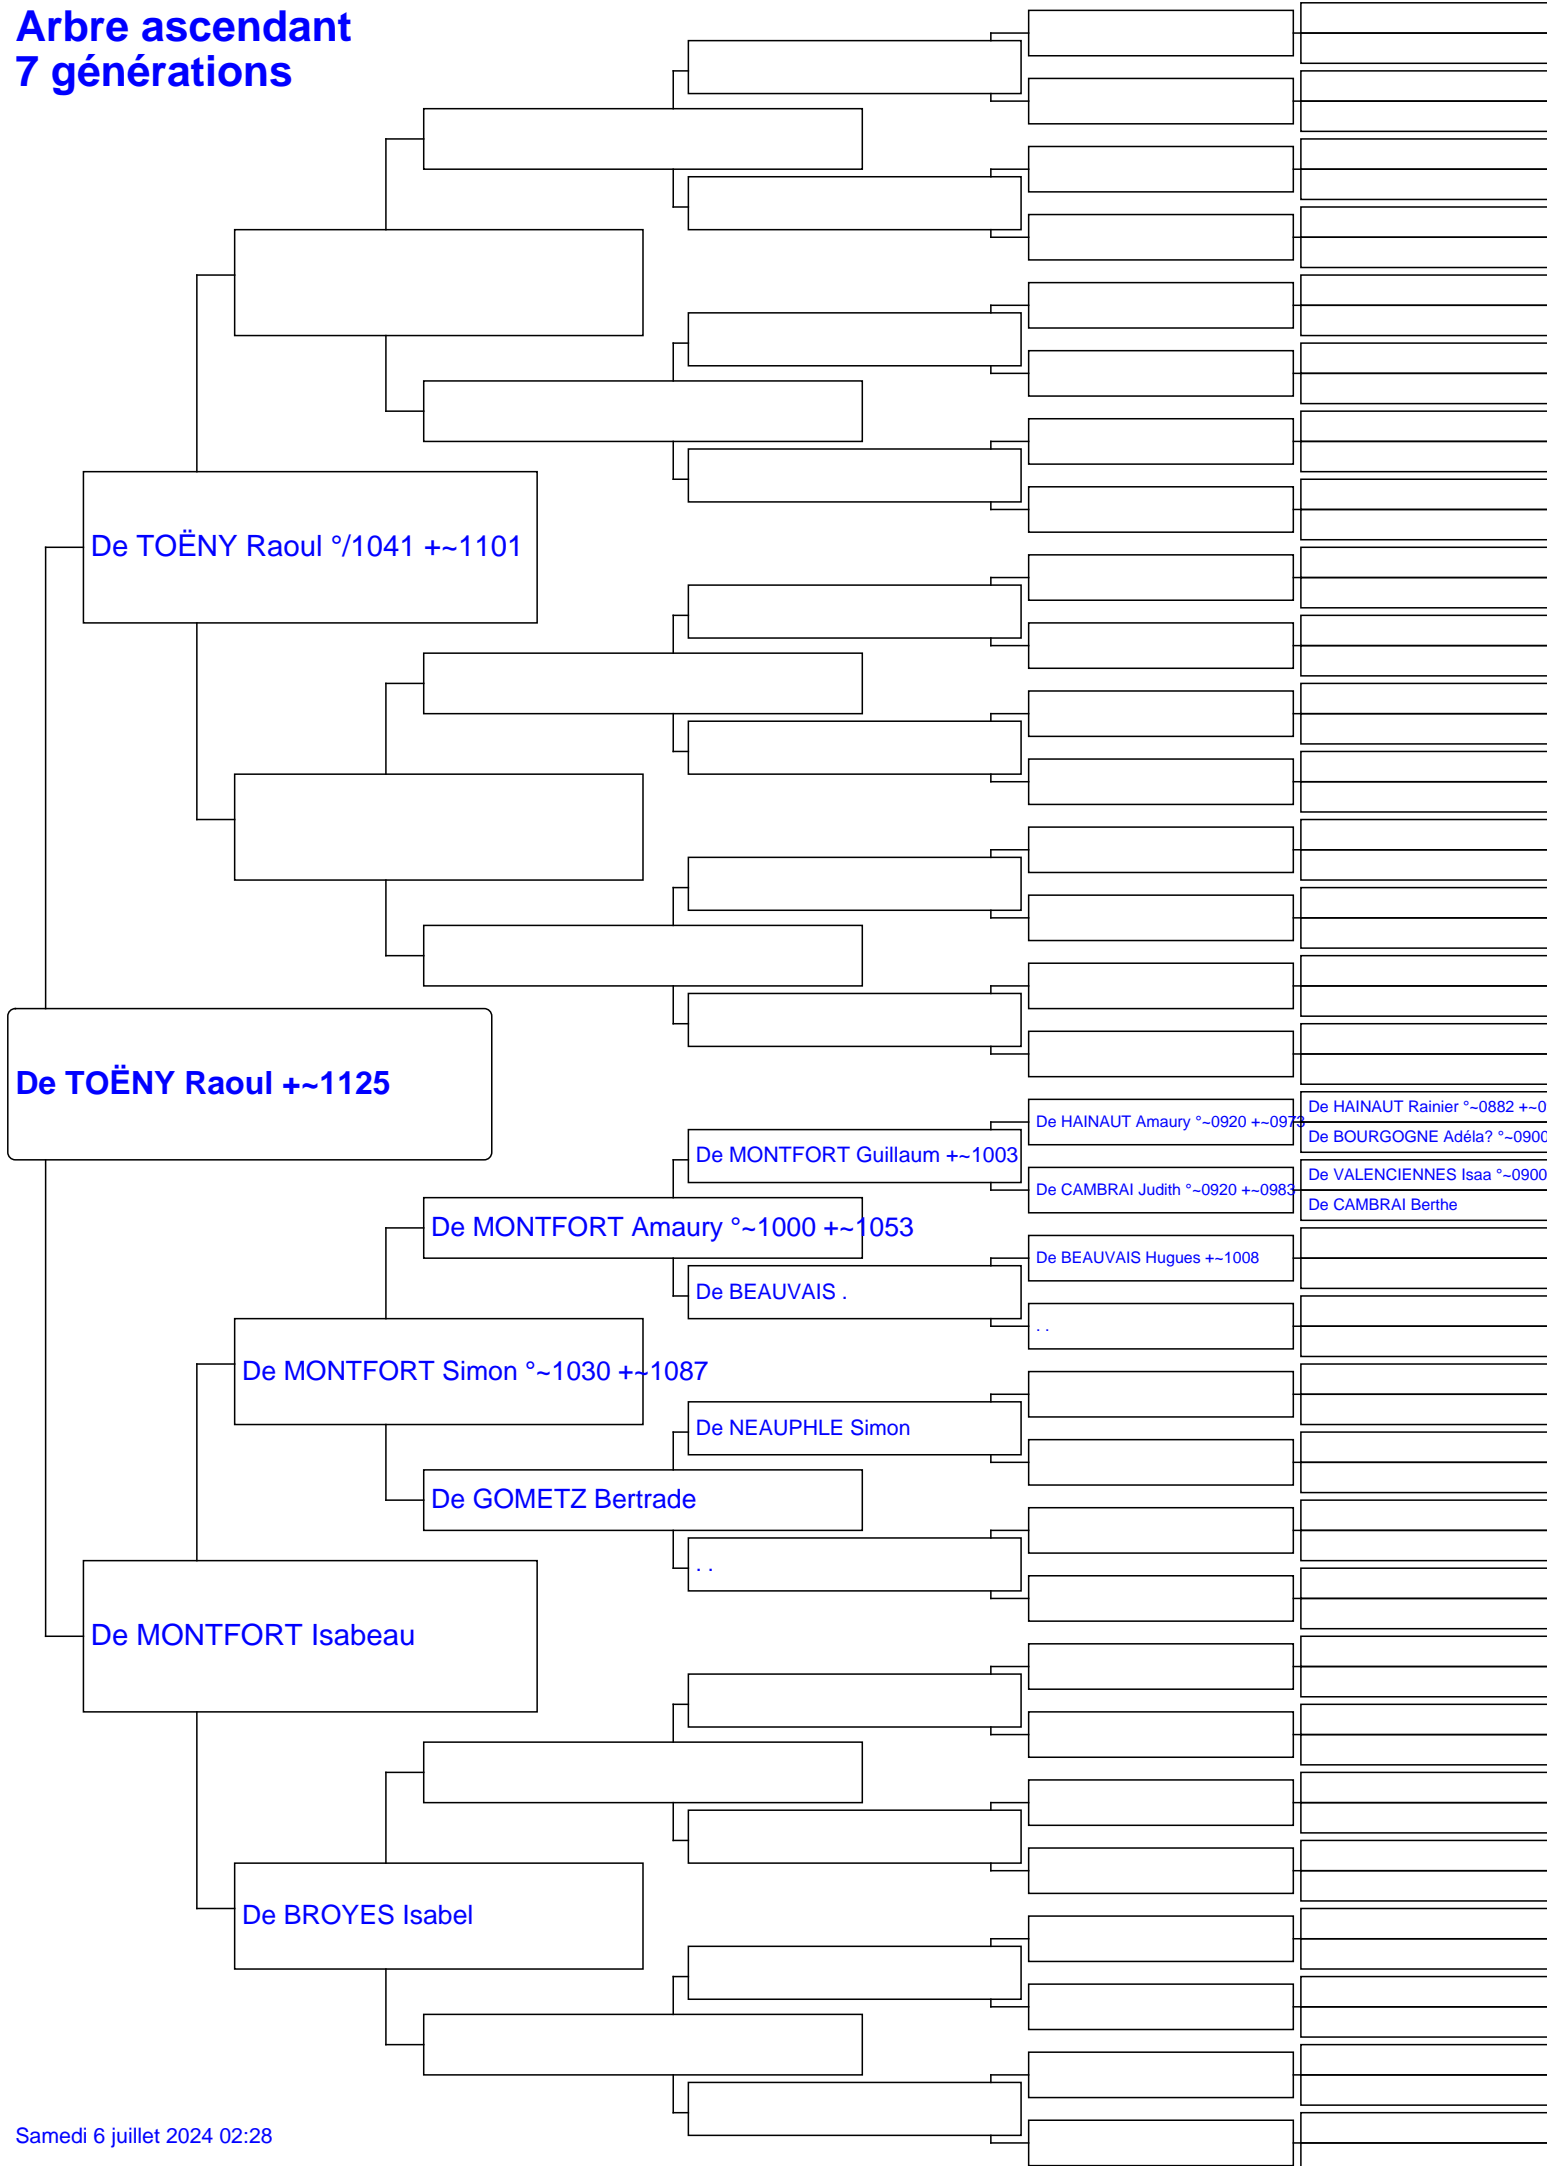 Arbre ascendant
7 générations
De TOËNY Raoul °/1041 +~1101
De TOËNY Raoul +~1125
De HAINAUT Rainier °~0882 +~0
De HAINAUT Amaury °~0920 +~0973
De BOURGOGNE Adéla? °~0900
De MONTFORT Guillaum +~1003
De VALENCIENNES Isaa °~0900
De CAMBRAI Judith °~0920 +~0983
De CAMBRAI Berthe
De MONTFORT Amaury °~1000 +~1053
De BEAUVAIS Hugues +~1008
De BEAUVAIS .
. .
De MONTFORT Simon °~1030 +~1087
De NEAUPHLE Simon
De GOMETZ Bertrade
. .
De MONTFORT Isabeau
De BROYES Isabel
Samedi 6 juillet 2024 02:28